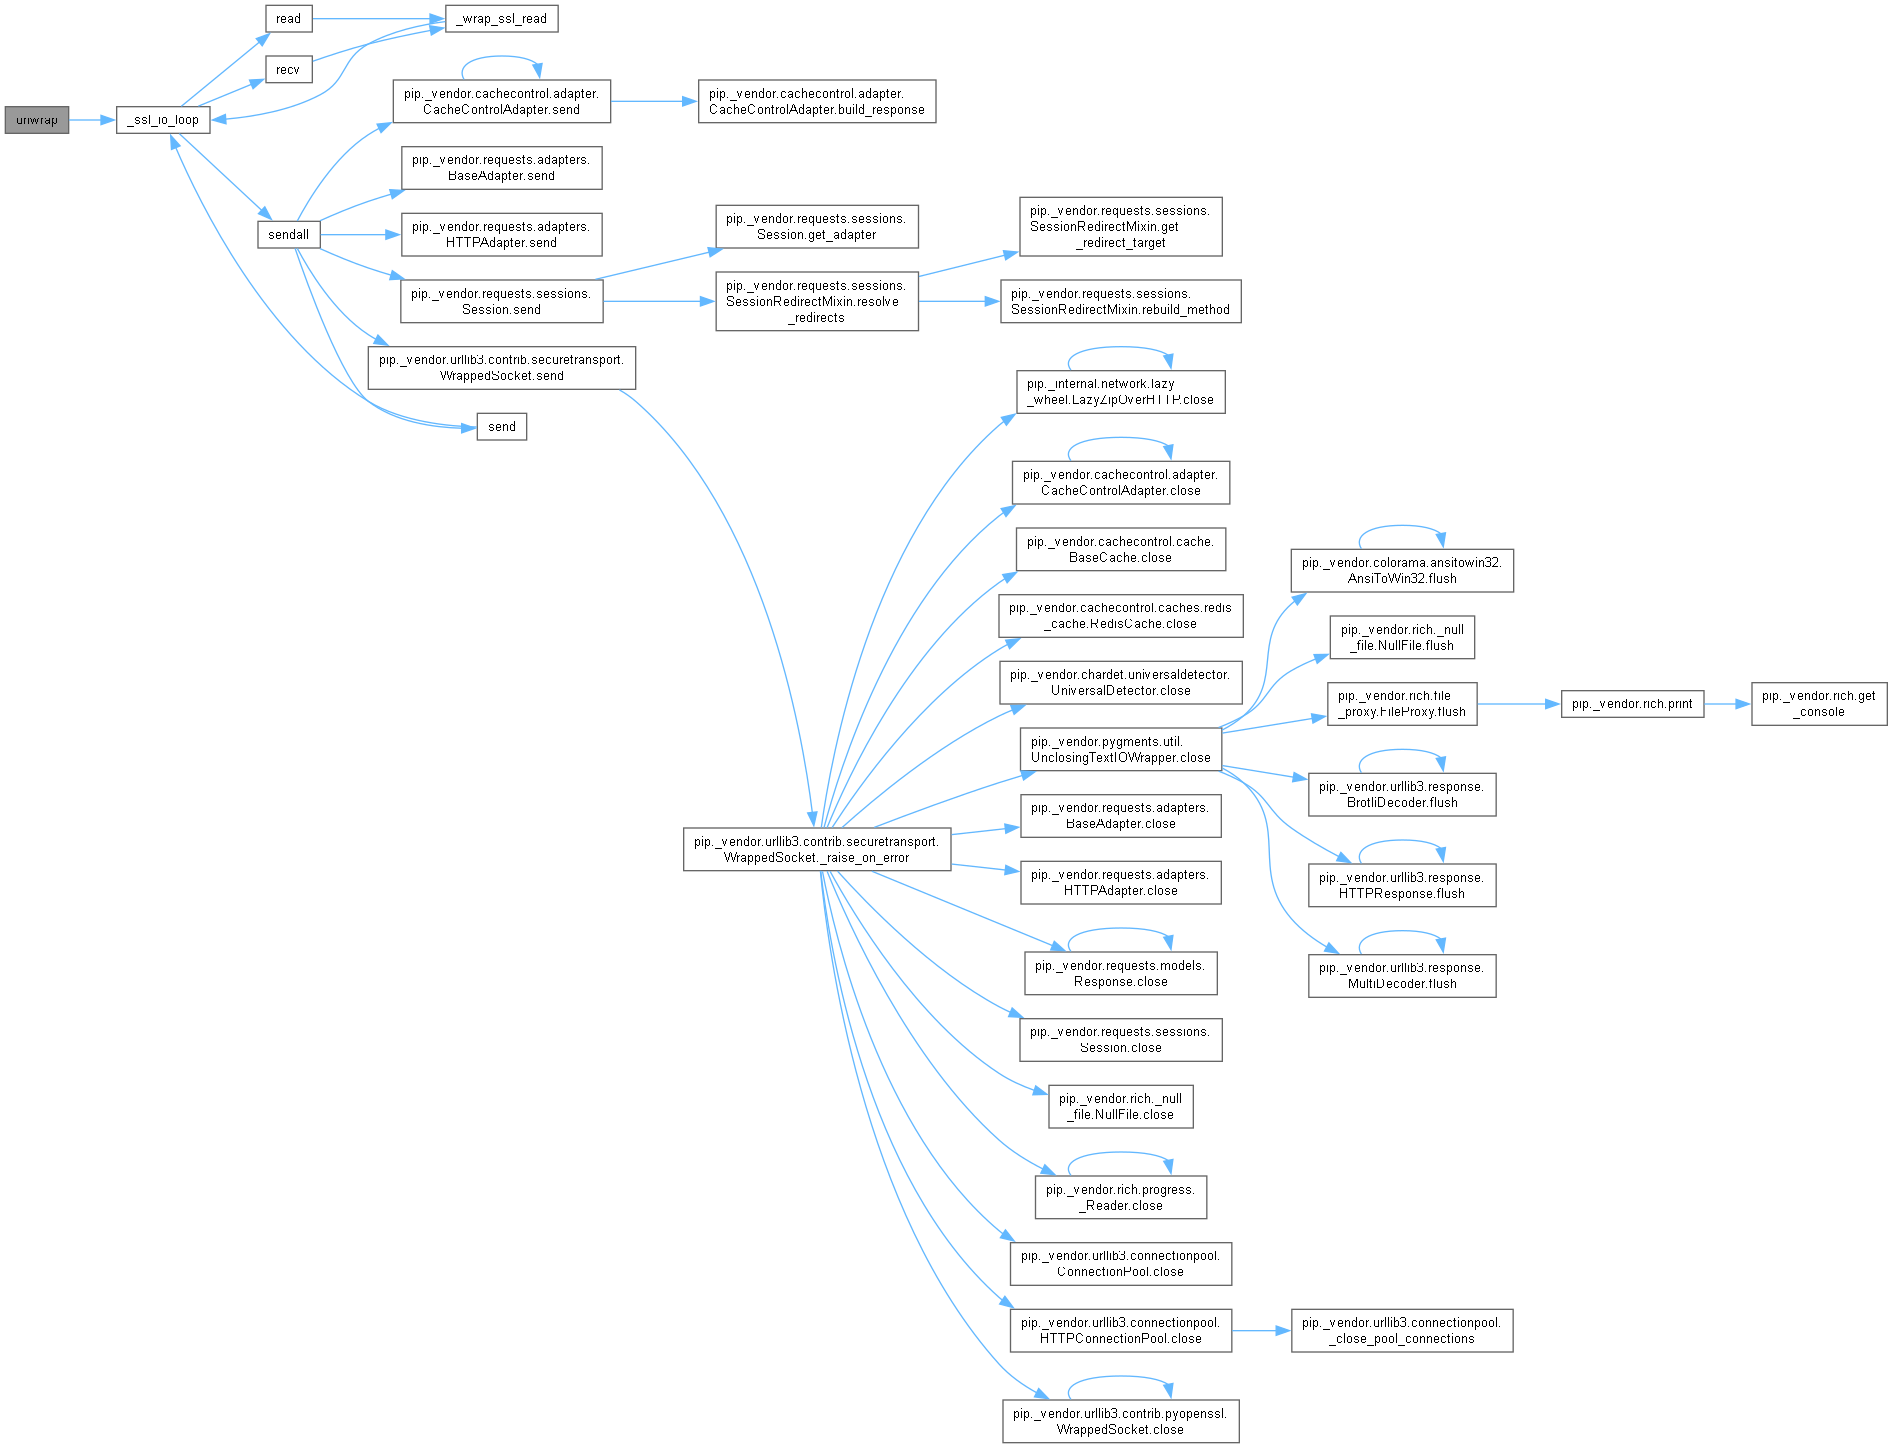 unwrap
_ssl_io_loop
read
recv
_wrap_ssl_read
sendall
pip._vendor.cachecontrol.adapter.
CacheControlAdapter.send
pip._vendor.cachecontrol.adapter.
CacheControlAdapter.build_response
pip._vendor.requests.adapters.
BaseAdapter.send
pip._vendor.requests.adapters.
HTTPAdapter.send
pip._vendor.requests.sessions.
Session.send
pip._vendor.requests.sessions.
Session.get_adapter
pip._vendor.requests.sessions.
SessionRedirectMixin.resolve
_redirects
pip._vendor.requests.sessions.
SessionRedirectMixin.get
_redirect_target
pip._vendor.requests.sessions.
SessionRedirectMixin.rebuild_method
pip._vendor.urllib3.contrib.securetransport.
WrappedSocket.send
send
pip._vendor.urllib3.contrib.securetransport.
WrappedSocket._raise_on_error
pip._internal.network.lazy
_wheel.LazyZipOverHTTP.close
pip._vendor.cachecontrol.adapter.
CacheControlAdapter.close
pip._vendor.cachecontrol.cache.
BaseCache.close
pip._vendor.cachecontrol.caches.redis
_cache.RedisCache.close
pip._vendor.chardet.universaldetector.
UniversalDetector.close
pip._vendor.pygments.util.
UnclosingTextIOWrapper.close
pip._vendor.colorama.ansitowin32.
AnsiToWin32.flush
pip._vendor.rich._null
_file.NullFile.flush
pip._vendor.rich.file
_proxy.FileProxy.flush
pip._vendor.rich.print
pip._vendor.rich.get
_console
pip._vendor.urllib3.response.
BrotliDecoder.flush
pip._vendor.urllib3.response.
HTTPResponse.flush
pip._vendor.urllib3.response.
MultiDecoder.flush
pip._vendor.requests.adapters.
BaseAdapter.close
pip._vendor.requests.adapters.
HTTPAdapter.close
pip._vendor.requests.models.
Response.close
pip._vendor.requests.sessions.
Session.close
pip._vendor.rich._null
_file.NullFile.close
pip._vendor.rich.progress.
_Reader.close
pip._vendor.urllib3.connectionpool.
ConnectionPool.close
pip._vendor.urllib3.connectionpool.
HTTPConnectionPool.close
pip._vendor.urllib3.connectionpool.
_close_pool_connections
pip._vendor.urllib3.contrib.pyopenssl.
WrappedSocket.close